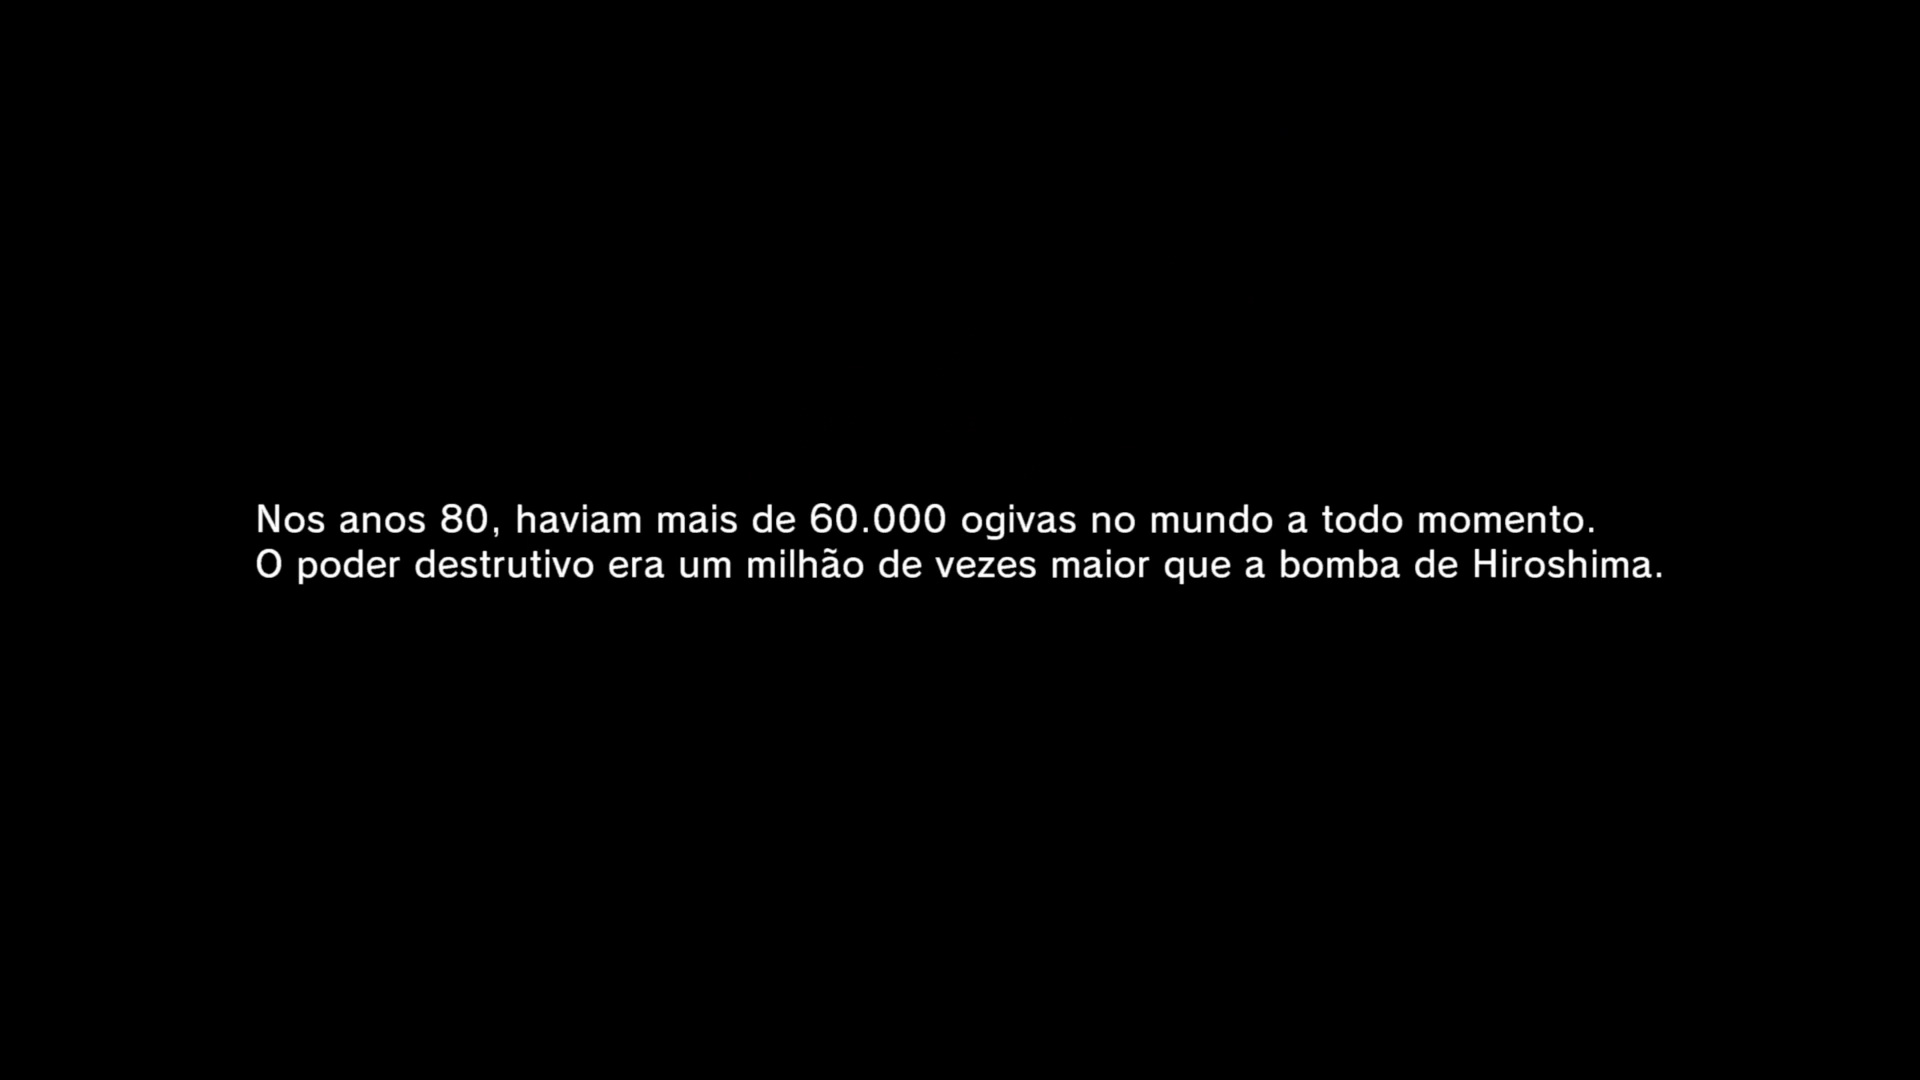 Nos anos 80, haviam mais de 60.000 ogivas no mundo a todo momento.
O poder destrutivo era um milhão de vezes maior que a bomba de Hiroshima.